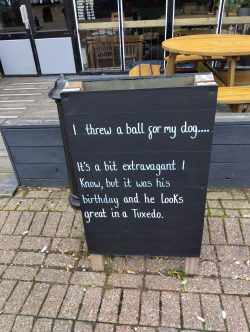 I threw a ball for my dog....
It's a bit extravagant I
Know, but it was his
birthday and he looks
great in a Tuxedo.